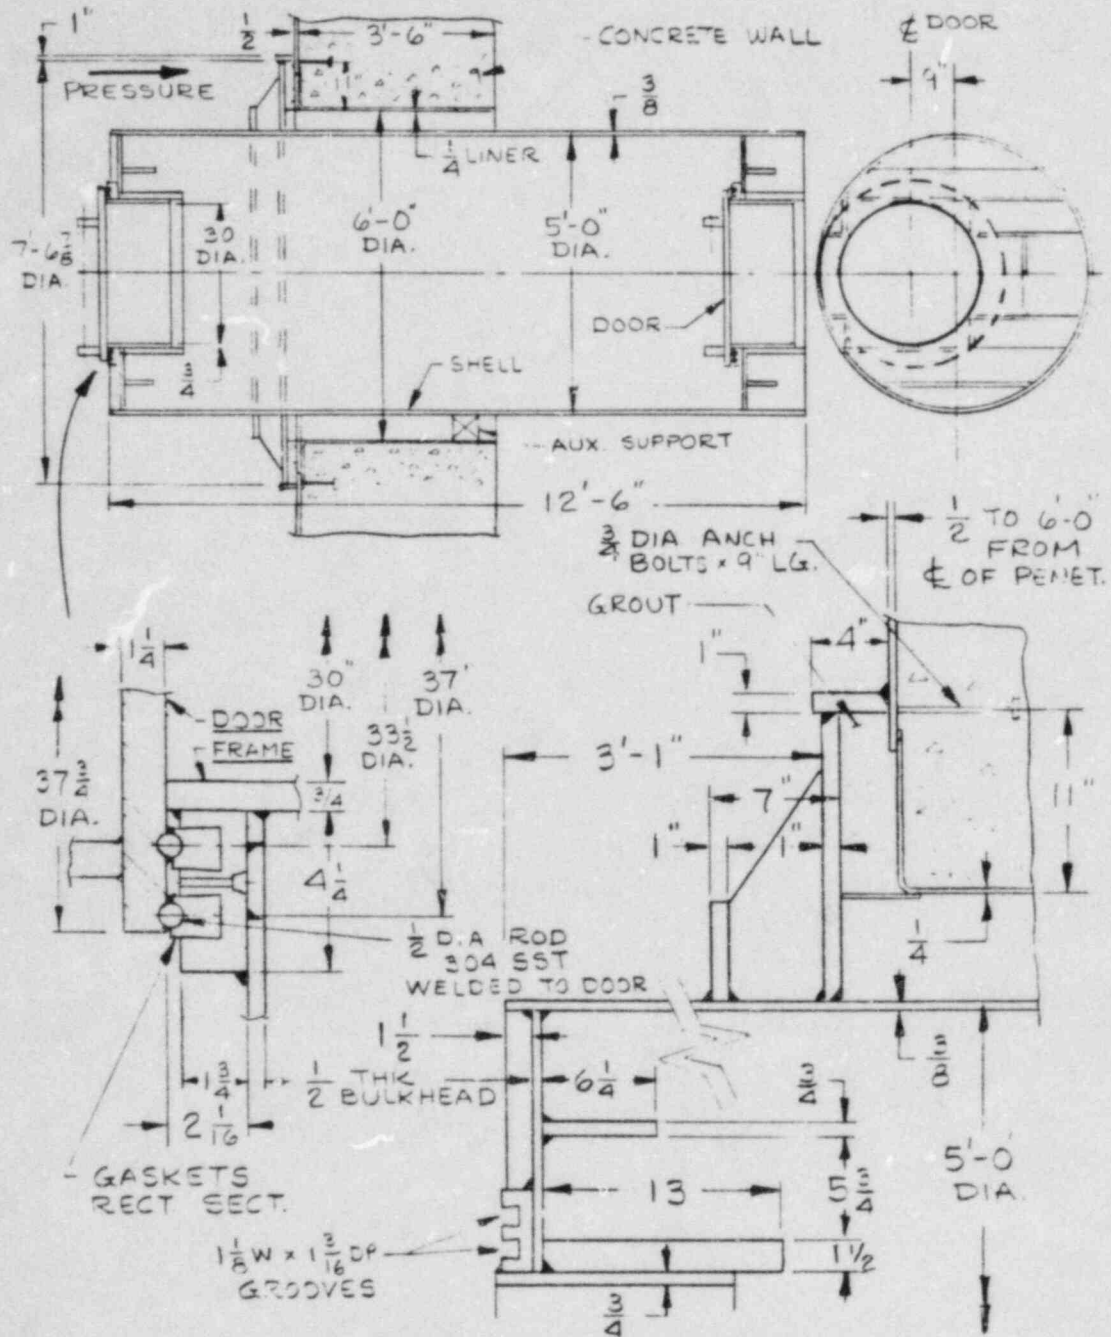 1"
1/2
3'-6"
CONCRETE WALL
℄ DOOR
9"
PRESSURE
11
3/8
1/4 LINER
7'-6 1/8
DIA.
30
DIA.
6'-0"
DIA.
5'-0"
DIA.
DOOR
3/4
SHELL
AUX. SUPPORT
12'-6"
3/4 DIA ANCH
BOLTS x 9" LG.
1/2 TO 6'-0"
FROM
℄ OF PENET.
GROUT
4"
1"
1 1/4
30"
DIA.
33 1/2
DIA.
37'
DIA.
DOOR
FRAME
37 3/4
DIA.
3/4
4 1/4
3'-1"
7"
1"
1"
11"
1/4
1/2 DIA ROD
304 SST
WELDED TO DOOR
1 1/2
1 3/4
1/2 THK
BULKHEAD
2 1/16
6 1/4
3/4
3/8
GASKETS
RECT SECT.
13
5 3/4
5'-0
DIA.
1 1/8 W x 1 3/16 DP
GROOVES
1 1/2
3/4